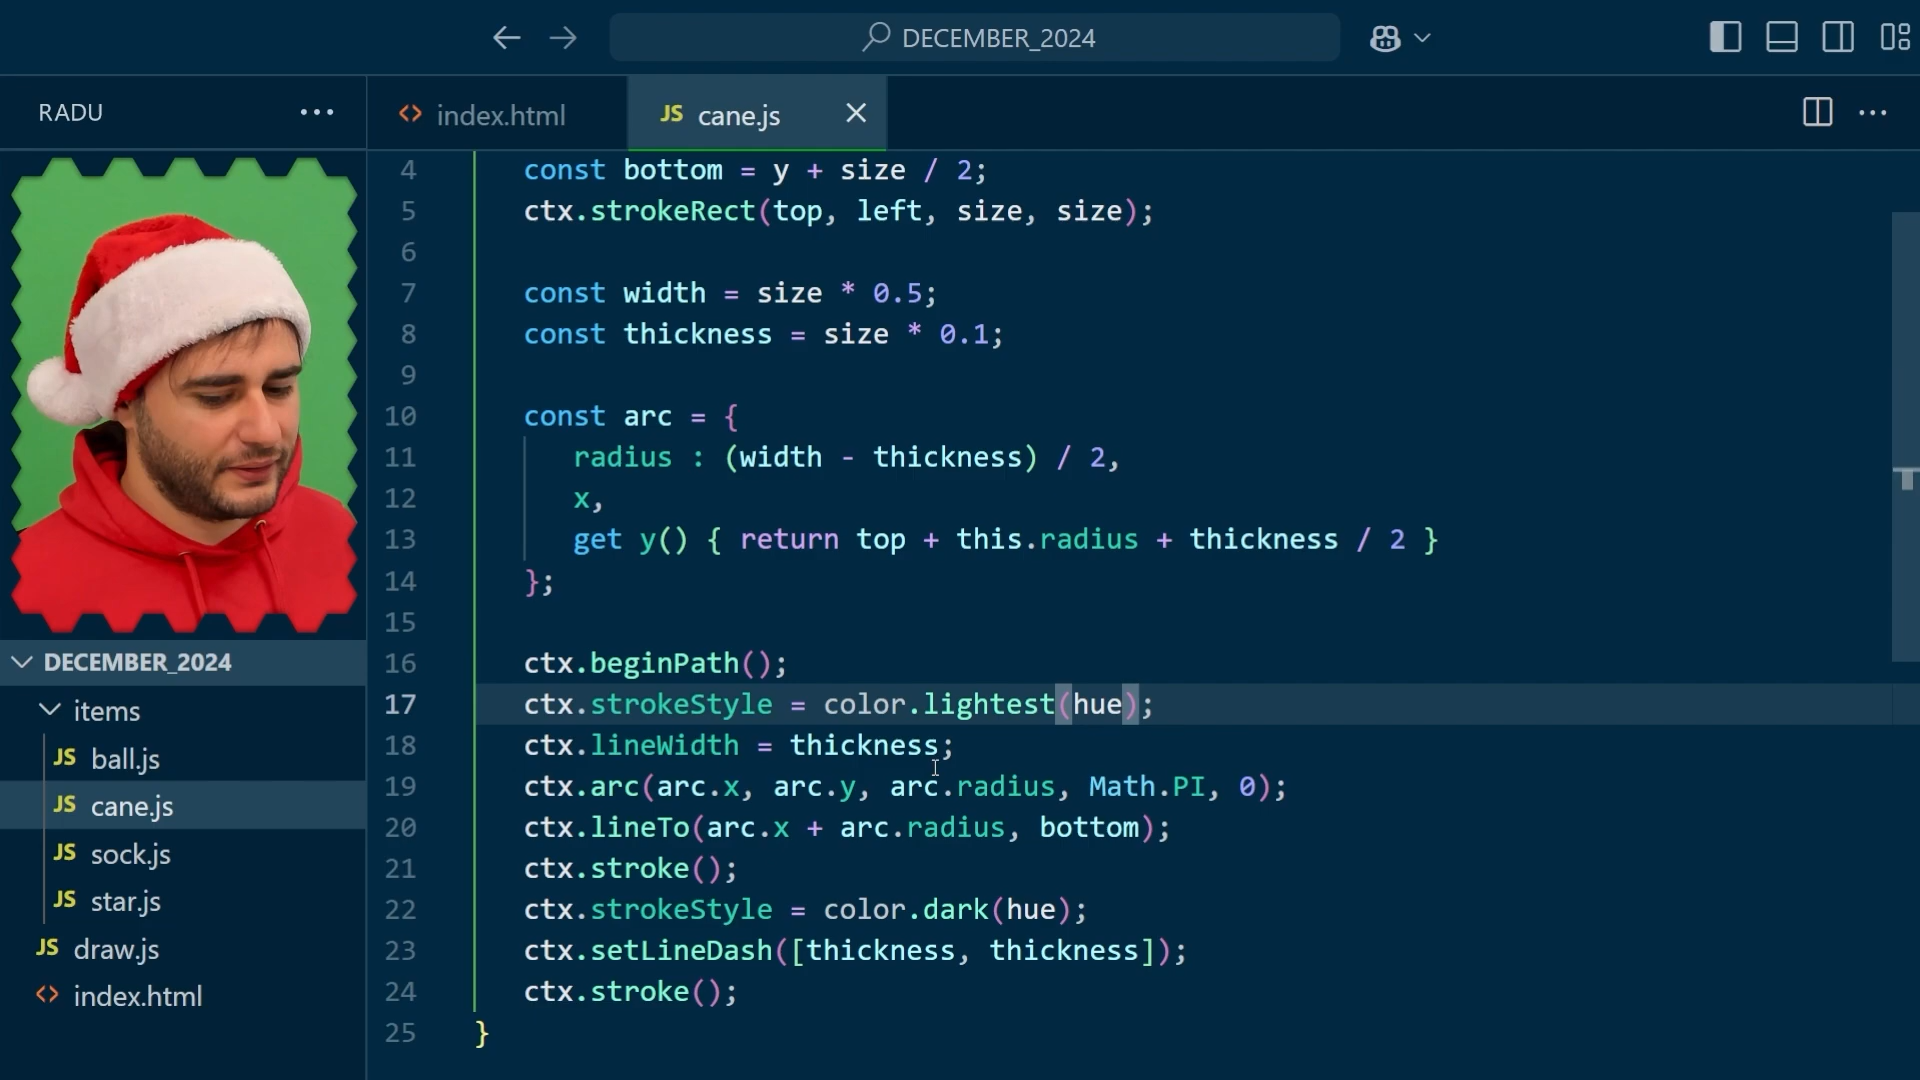 DECEMBER_2024
RADU
index.html
JS cane.js
4 const bottom = y + size / 2;
5 ctx.strokeRect(top, left, size, size);
6
7 const width = size * 0.5;
8 const thickness = size * 0.1;
9
10 const arc = {
11 radius : (width - thickness) / 2,
12 x,
13 get y() { return top + this.radius + thickness / 2 }
14 };
15
16 ctx.beginPath();
17 ctx.strokeStyle = color.lightest(hue);
18 ctx.lineWidth = thickness;
19 ctx.arc(arc.x, arc.y, arc.radius, Math.PI, 0);
20 ctx.lineTo(arc.x + arc.radius, bottom);
21 ctx.stroke();
22 ctx.strokeStyle = color.dark(hue);
23 ctx.setLineDash([thickness, thickness]);
24 ctx.stroke();
25 }
DECEMBER_2024
items
JS ball.js
JS cane.js
JS sock.js
JS star.js
JS draw.js
index.html